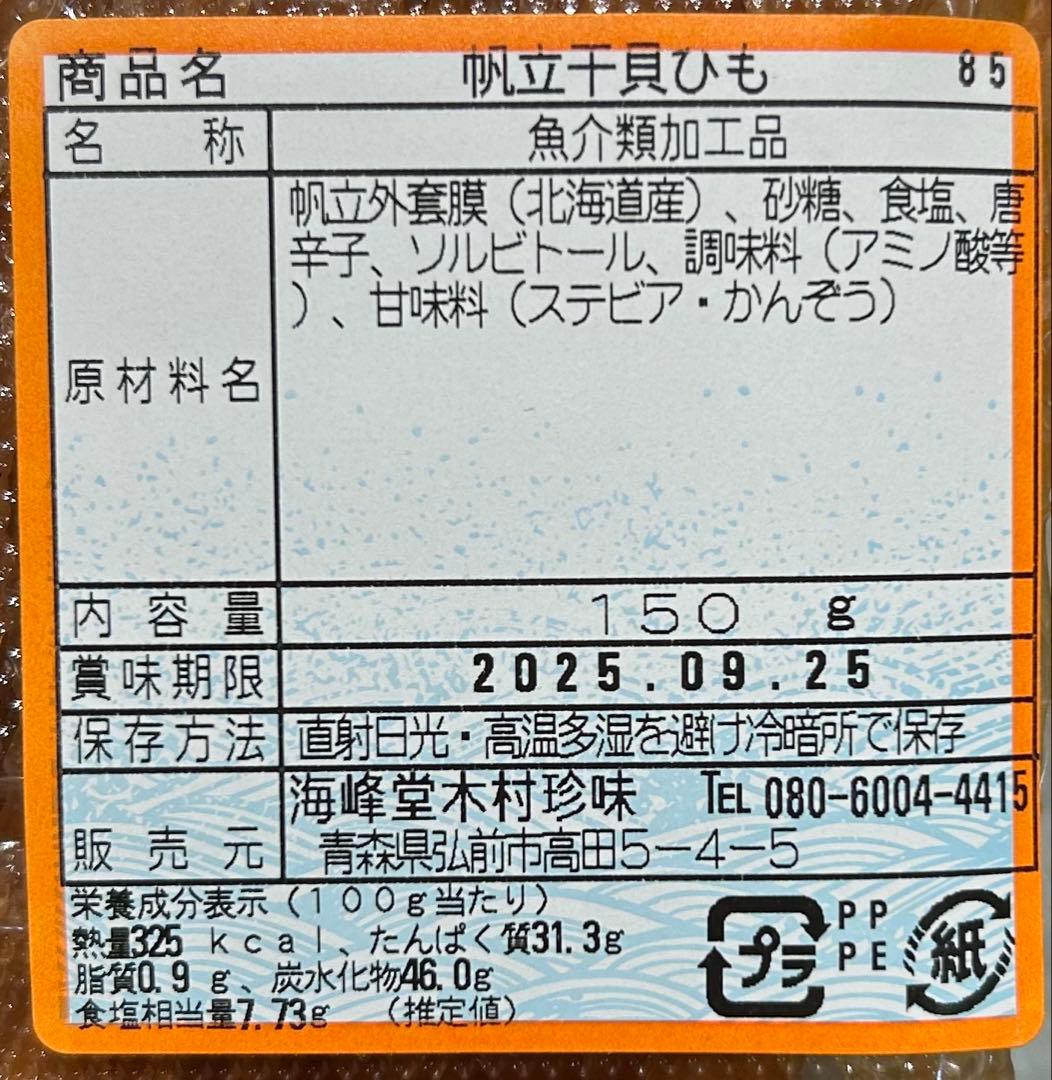 商品名 帆立干貝ひも 85
名 称 魚介類加工品
原材料名 帆立外套膜（北海道産）、砂糖、食塩、唐
辛子、ソルビトール、調味料（アミノ酸等
）、甘味料（ステビア・かんぞう）
内 容 量 150 g
賞味期限 2025.09.25
保存方法 直射日光・高温多湿を避け冷暗所で保存
販 売 元 海峰堂木村珍味 TEL 080-6004-4415
青森県弘前市高田5-4-5
栄養成分表示（100g当たり）
熱量325 kcal、たんぱく質31.3g
脂質0.9 g、炭水化物46.0g
食塩相当量7.73g （推定値）
プラ PP
PE
紙